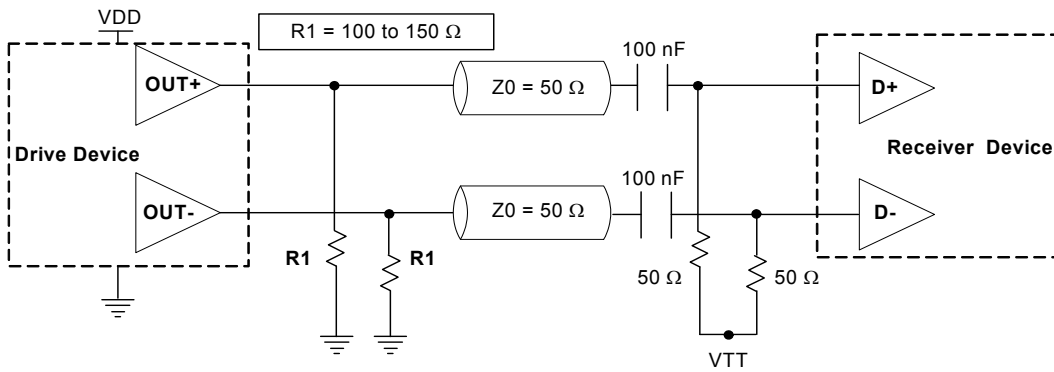 VDD
R1 = 100 to 150 Ω
100 nF
OUT+
Z0 = 50 Ω
D+
Drive Device
Receiver Device
100 nF
OUT-
Z0 = 50 Ω
D-
R1
R1
50 Ω
50 Ω
VTT